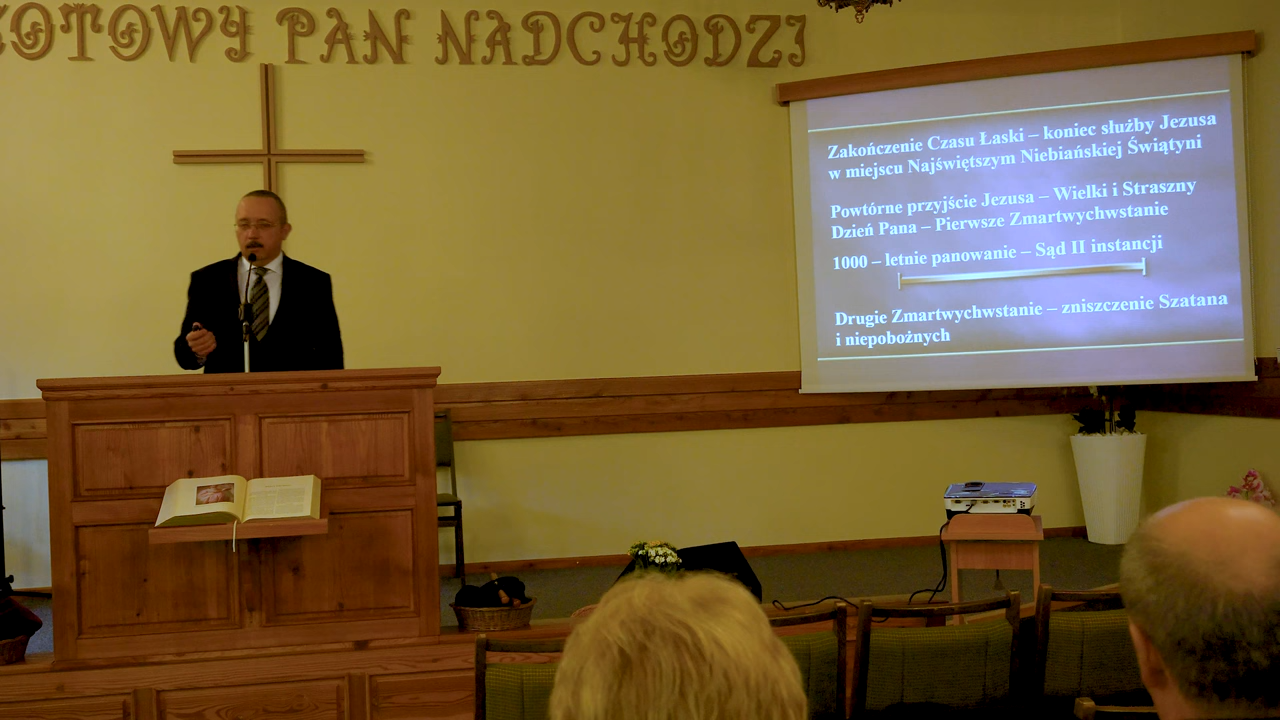 GOTOWY PAN NADCHODZI
Zakończenie Czasu Łaski – koniec służby Jezusa
w miejscu Najświętszym Niebiańskiej Świątyni
Powtórne przyjście Jezusa – Wielki i Straszny
Dzień Pana – Pierwsze Zmartwychwstanie
1000 – letnie panowanie – Sąd II instancji
Drugie Zmartwychwstanie – zniszczenie Szatana
i niepobożnych